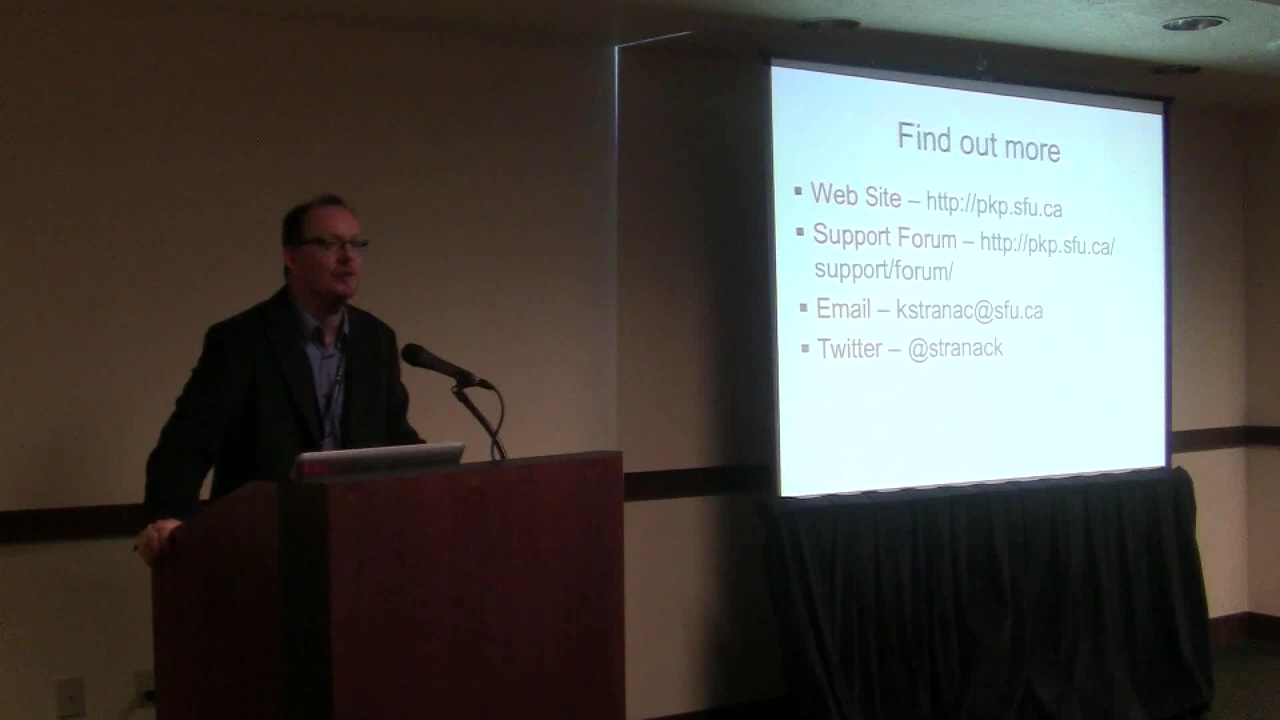 Find out more
▪ Web Site – http://pkp.sfu.ca
▪ Support Forum – http://pkp.sfu.ca/
support/forum/
▪ Email – kstranac@sfu.ca
▪ Twitter – @stranack